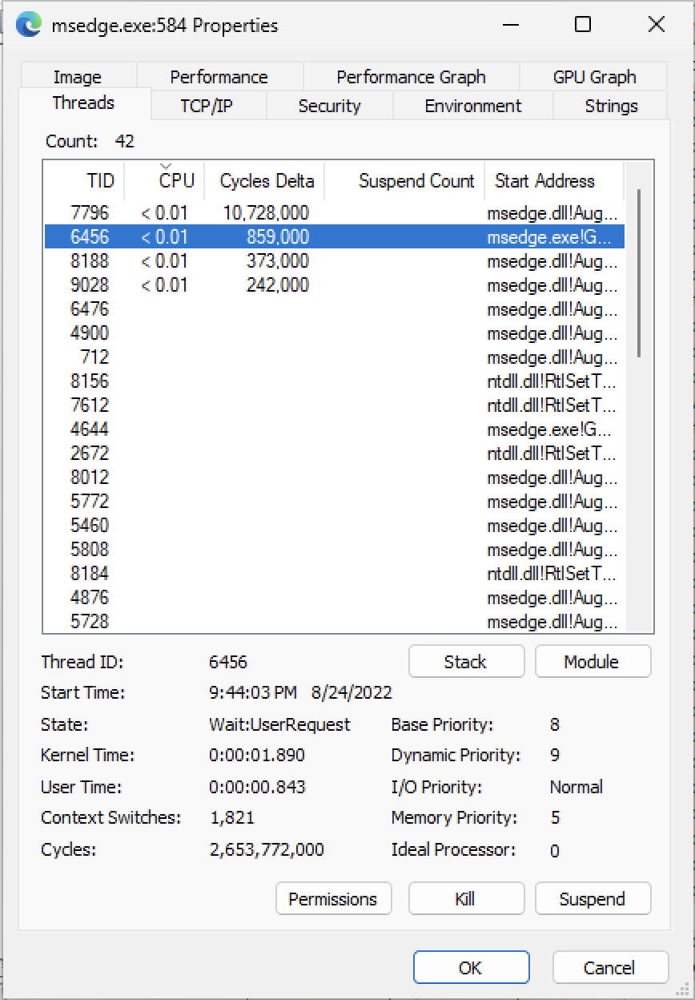 msedge.exe:584 Properties
Image Performance Performance Graph GPU Graph
Threads TCP/IP Security Environment Strings
Count: 42
TID CPU Cycles Delta Suspend Count Start Address
7796 < 0.01 10,728,000 msedge.dll!Aug...
6456 < 0.01 859,000 msedge.exe!G...
8188 < 0.01 373,000 msedge.dll!Aug...
9028 < 0.01 242,000 msedge.dll!Aug...
6476 msedge.dll!Aug...
4900 msedge.dll!Aug...
712 msedge.dll!Aug...
8156 ntdll.dll!RtlSetT...
7612 ntdll.dll!RtlSetT...
4644 msedge.exe!G...
2672 ntdll.dll!RtlSetT...
8012 msedge.dll!Aug...
5772 msedge.dll!Aug...
5460 msedge.dll!Aug...
5808 msedge.dll!Aug...
8184 ntdll.dll!RtlSetT...
4876 msedge.dll!Aug...
5728 msedge.dll!Aug...
Thread ID: 6456 Stack Module
Start Time: 9:44:03 PM 8/24/2022
State: Wait:UserRequest Base Priority: 8
Kernel Time: 0:00:01.890 Dynamic Priority: 9
User Time: 0:00:00.843 I/O Priority: Normal
Context Switches: 1,821 Memory Priority: 5
Cycles: 2,653,772,000 Ideal Processor: 0
Permissions Kill Suspend
OK Cancel